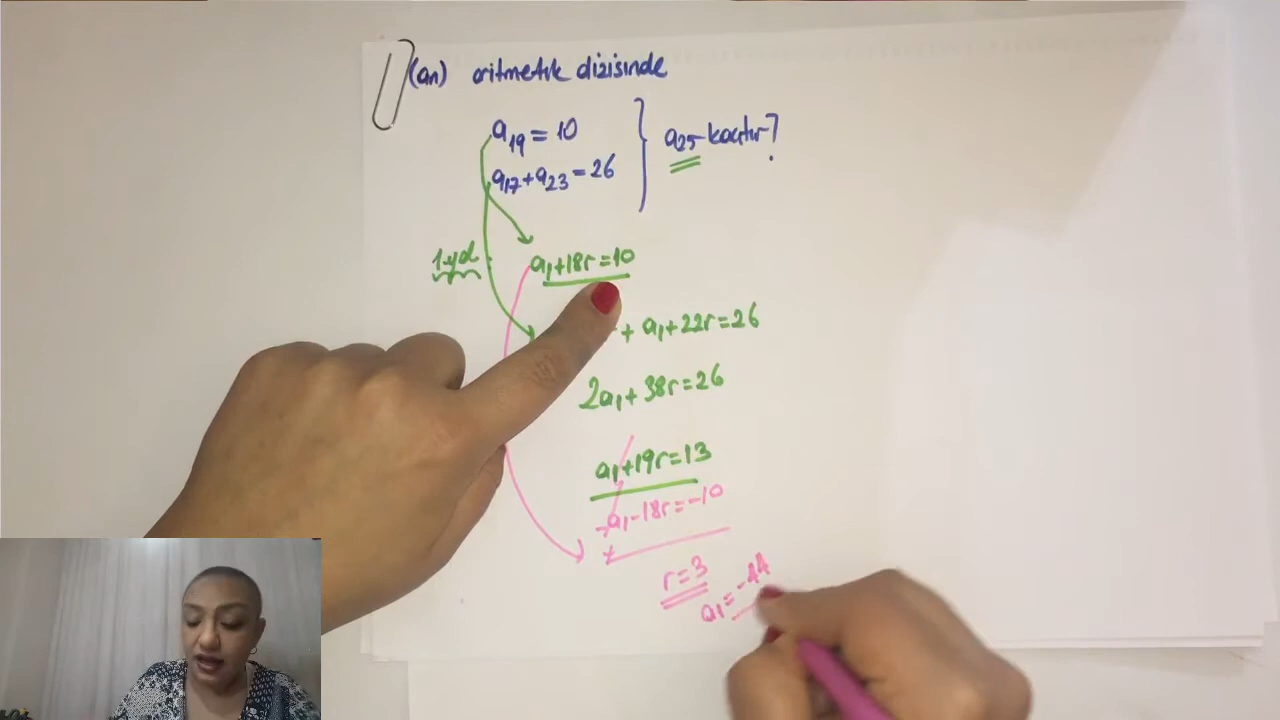 (an) aritmetik dizisinde
a19 = 10
a17+a23 = 26
a25 kaçtır?
1.yol
a1+18r=10
+ a1+22r=26
2a1+38r=26
a1+19r=13
-a1-18r=-10
+
r=3
a1=-44